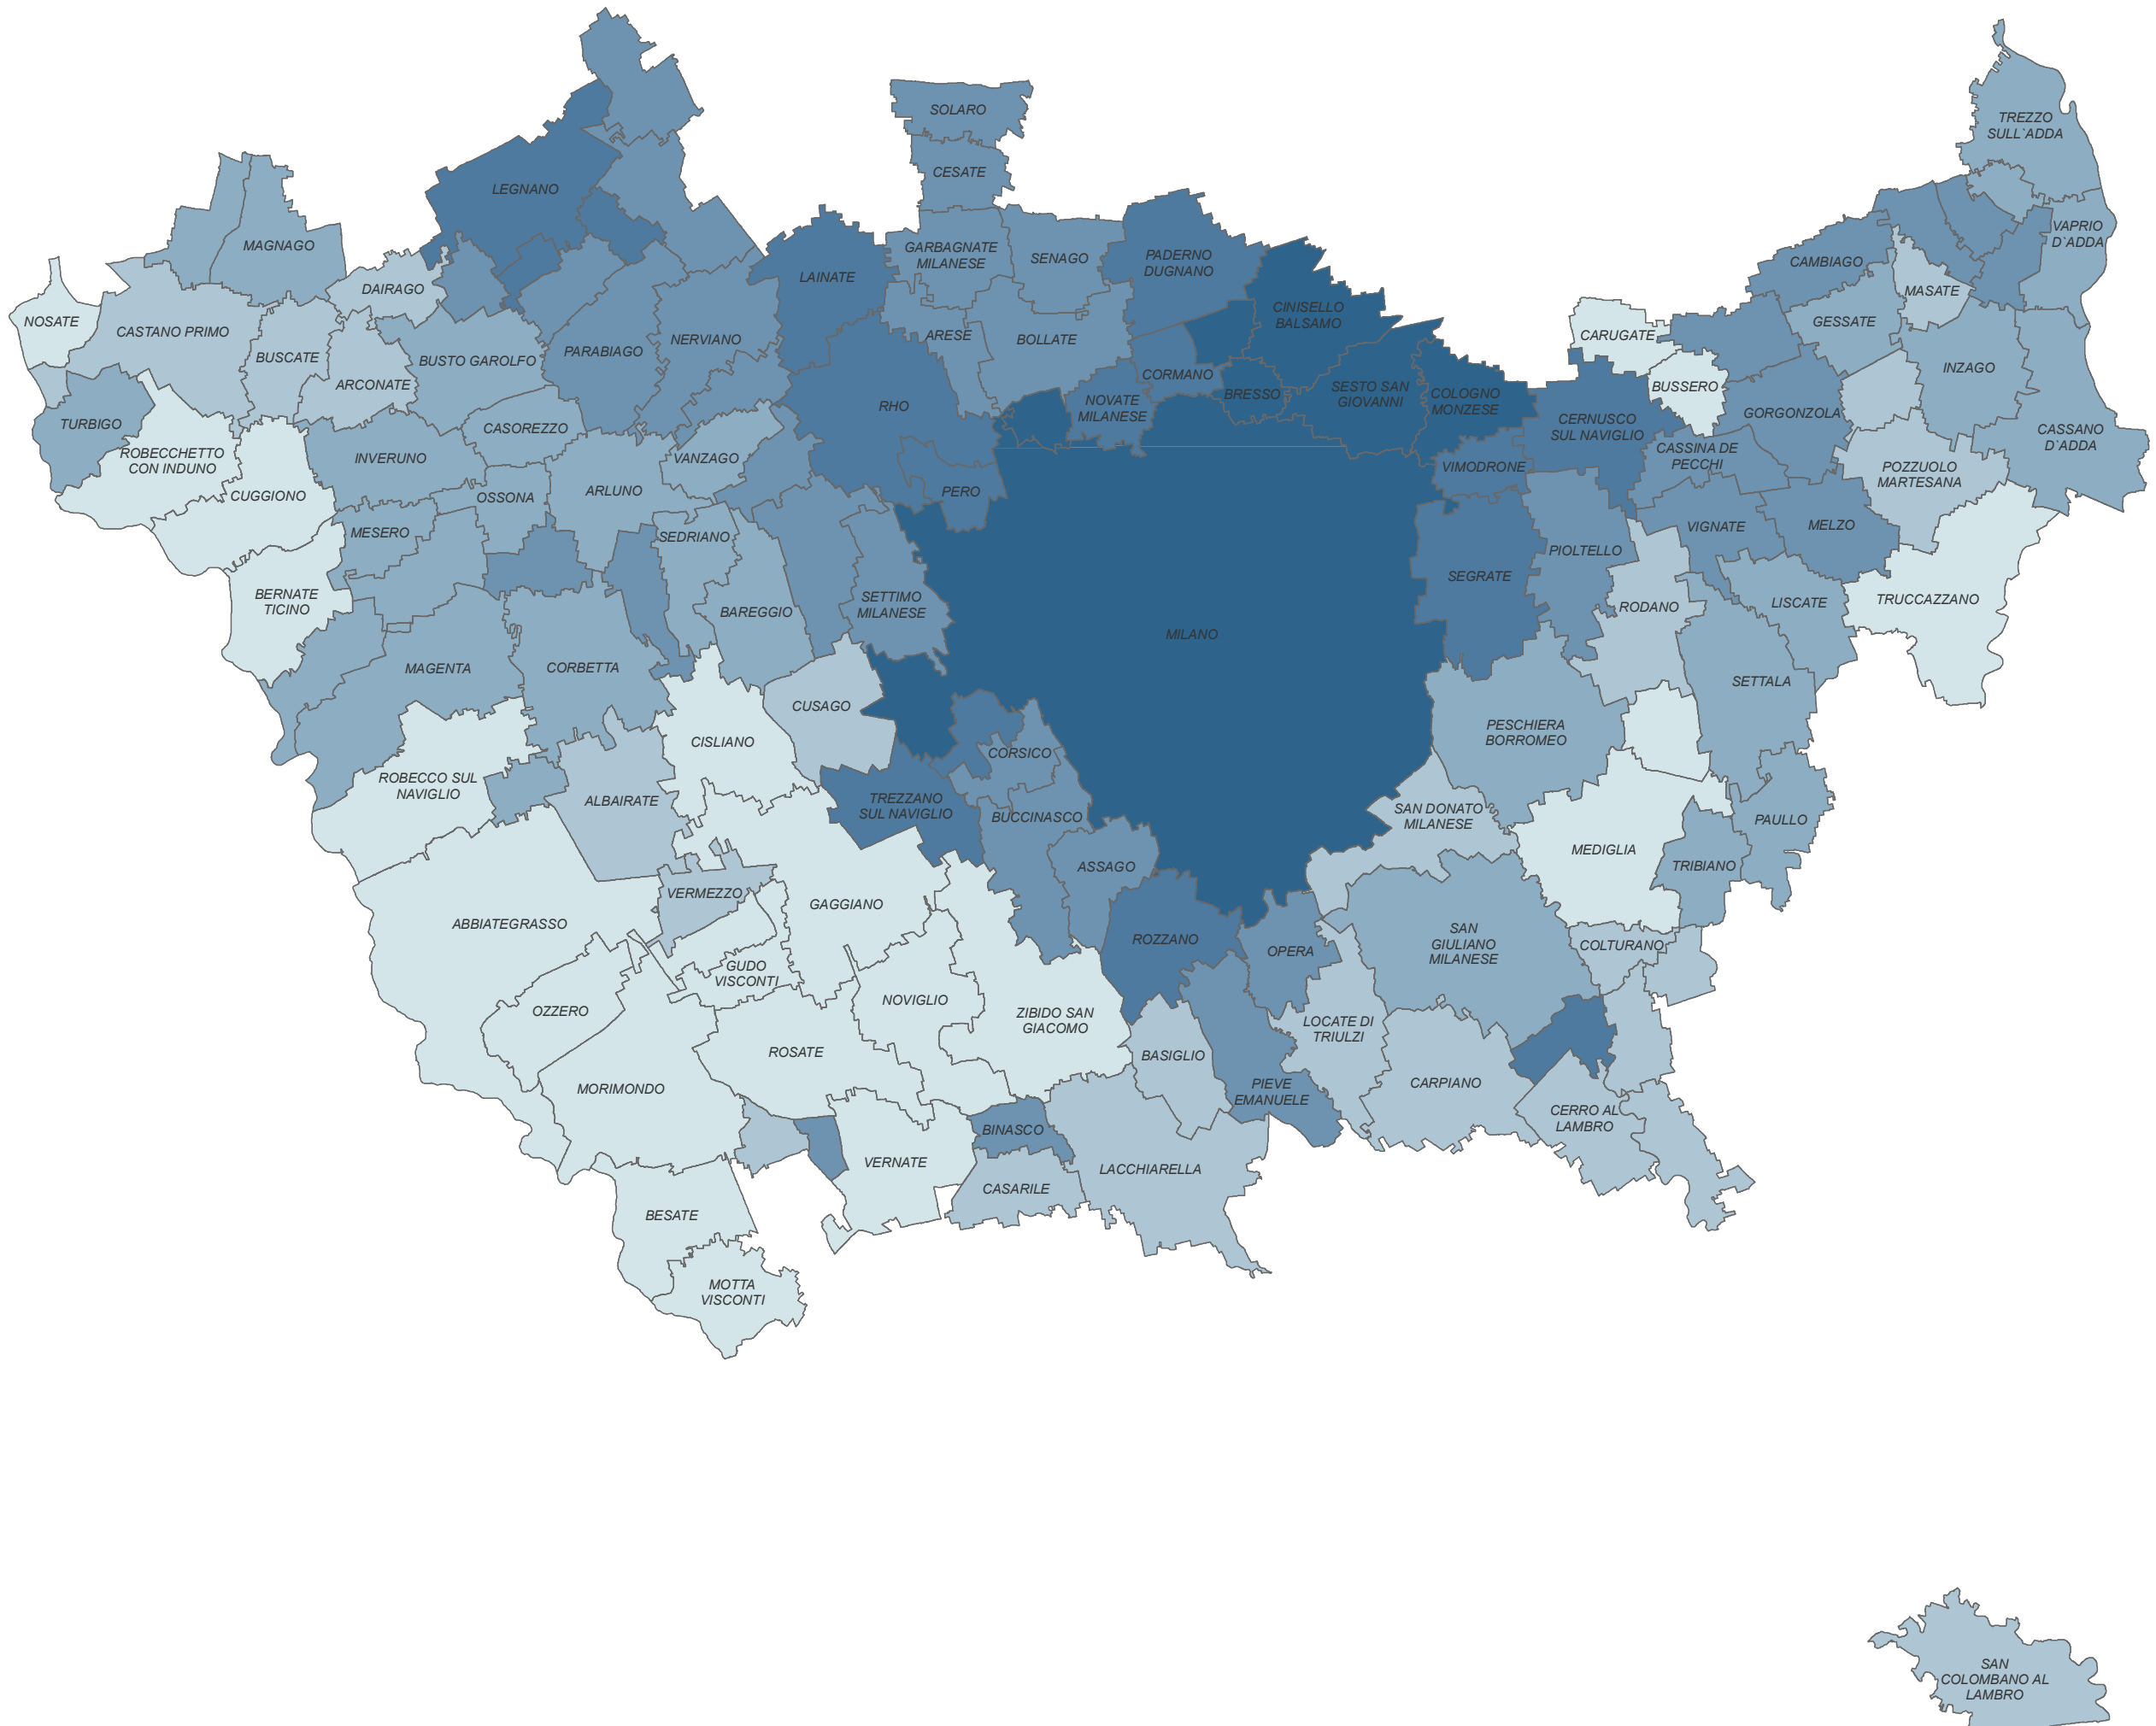 SOLARO
TREZZO
SULL`ADDA
CESATE
LEGNANO
VAPRIO
D`ADDA
MAGNAGO
GARBAGNATE
MILANESE
SENAGO
PADERNO
DUGNANO
CAMBIAGO
LAINATE
DAIRAGO
MASATE
NOSATE
CINISELLO
BALSAMO
GESSATE
CASTANO PRIMO
ARESE
BOLLATE
CARUGATE
NERVIANO
PARABIAGO
BUSCATE
BUSTO GAROLFO
INZAGO
CORMANO
ARCONATE
BUSSERO
SESTO SAN
GIOVANNI
BRESSO
COLOGNO
MONZESE
NOVATE
MILANESE
RHO
GORGONZOLA
TURBIGO
CERNUSCO
SUL NAVIGLIO
CASOREZZO
CASSANO
D`ADDA
ROBECCHETTO
CON INDUNO
INVERUNO
VANZAGO
CASSINA DE
PECCHI
VIMODRONE
POZZUOLO
MARTESANA
CUGGIONO
OSSONA
ARLUNO
PERO
MESERO
SEDRIANO
VIGNATE
MELZO
PIOLTELLO
SEGRATE
BERNATE
TICINO
BAREGGIO
SETTIMO
MILANESE
RODANO
LISCATE
TRUCCAZZANO
MILANO
MAGENTA
CORBETTA
SETTALA
CUSAGO
PESCHIERA
BORROMEO
CISLIANO
CORSICO
ROBECCO SUL
NAVIGLIO
ALBAIRATE
TREZZANO
SUL NAVIGLIO
BUCCINASCO
SAN DONATO
MILANESE
PAULLO
MEDIGLIA
ASSAGO
TRIBIANO
VERMEZZO
GAGGIANO
ABBIATEGRASSO
ROZZANO
OPERA
SAN
GIULIANO
MILANESE
COLTURANO
GUDO
VISCONTI
NOVIGLIO
OZZERO
ZIBIDO SAN
GIACOMO
LOCATE DI
TRIULZI
ROSATE
BASIGLIO
MORIMONDO
PIEVE
EMANUELE
CARPIANO
CERRO AL
LAMBRO
BINASCO
VERNATE
LACCHIARELLA
CASARILE
BESATE
MOTTA
VISCONTI
SAN
COLOMBANO AL
LAMBRO